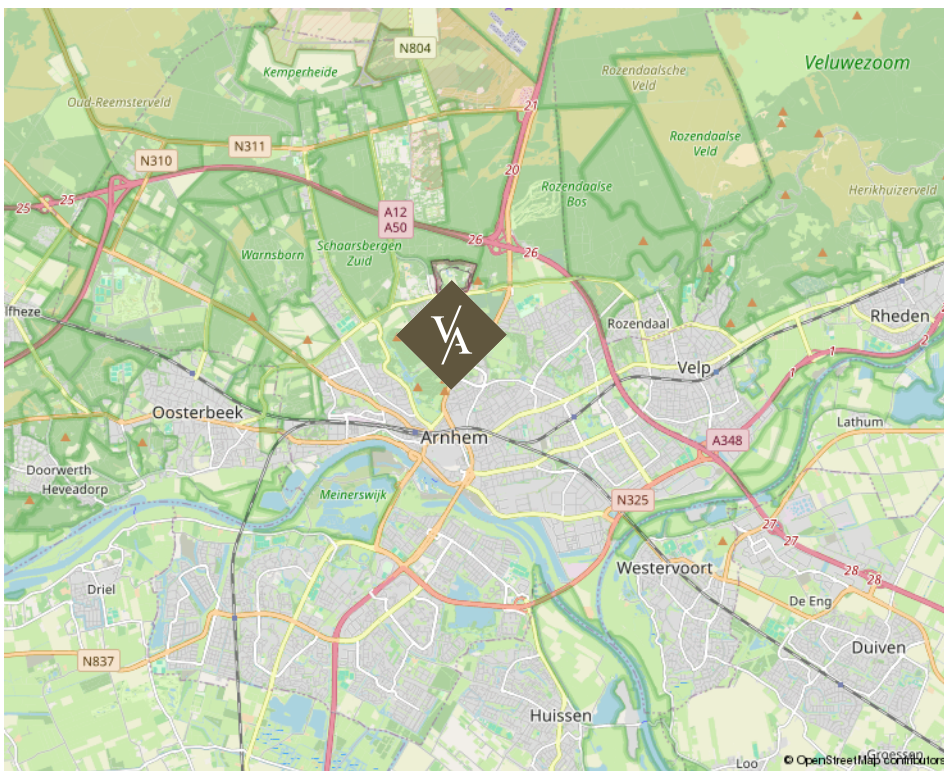 N804
Kemperheide
Rozendaalsche
Veld
Veluwezoom
Oud-Reemsterveld
21
N311
N310
Rozendaalse
Veld
20
Rozendaalse
Bos
Herikhuizerveld
25
25
A12
A50
26
26
Warnsborn
Schaarsbergen
Zuid
lfheze
Rozendaal
Rheden
V/A
2
1
1
Velp
Oosterbeek
Arnhem
Lathum
A348
Doorwerth
Heveadorp
Meinerswijk
N325
27
27
Westervoort
28
28
Driel
De Eng
Duiven
N837
Huissen
Groessen
Loo
© OpenStreetMap contributors